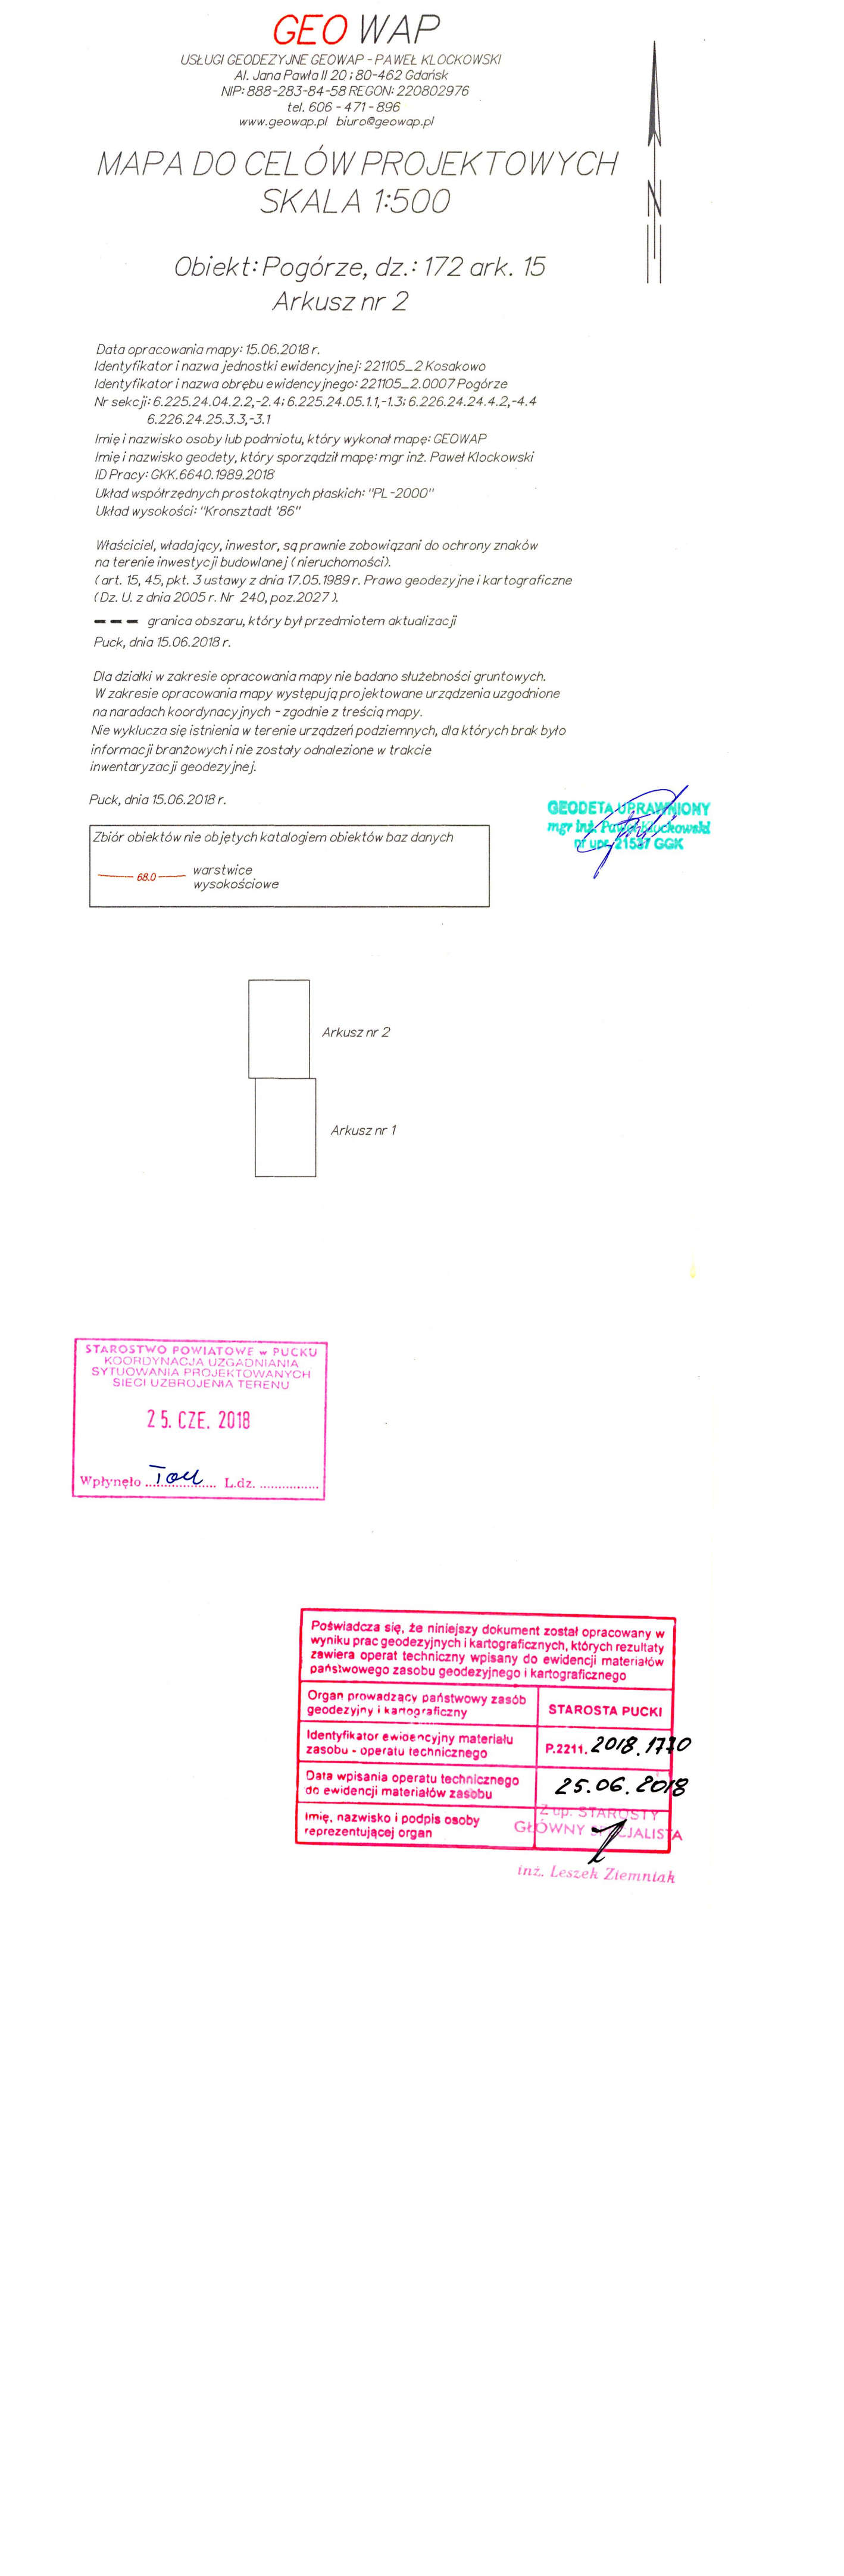 GEO WAP
USŁUGI GEODEZYJNE GEOWAP - PAWEŁ KLOCKOWSKI
Al. Jana Pawła II 20 ; 80-462 Gdańsk
NIP: 888-283-84-58 REGON: 220802976
tel. 606 - 471 - 896
www.geowap.pl biuro@geowap.pl
MAPA DO CELÓW PROJEKTOWYCH
SKALA 1:500
N
Obiekt: Pogórze, dz.: 172 ark. 15
Arkusz nr 2
Data opracowania mapy: 15.06.2018 r.
Identyfikator i nazwa jednostki ewidencyjnej: 221105_2 Kosakowo
Identyfikator i nazwa obrębu ewidencyjnego: 221105_2.0007 Pogórze
Nr sekcji: 6.225.24.04.2.2,-2.4; 6.225.24.05.1.1,-1.3; 6.226.24.24.4.2,-4.4
6.226.24.25.3.3,-3.1
Imię i nazwisko osoby lub podmiotu, który wykonał mapę: GEOWAP
Imię i nazwisko geodety, który sporządził mapę: mgr inż. Paweł Klockowski
ID Pracy: GKK.6640.1989.2018
Układ współrzędnych prostokątnych płaskich: "PL-2000"
Układ wysokości: "Kronsztadt '86"
Właściciel, władający, inwestor, są prawnie zobowiązani do ochrony znaków
na terenie inwestycji budowlanej ( nieruchomości).
( art. 15, 45, pkt. 3 ustawy z dnia 17.05.1989 r. Prawo geodezyjne i kartograficzne
( Dz. U. z dnia 2005 r. Nr 240, poz.2027 ).
granica obszaru, który był przedmiotem aktualizacji
Puck, dnia 15.06.2018 r.
Dla działki w zakresie opracowania mapy nie badano służebności gruntowych.
W zakresie opracowania mapy występują projektowane urządzenia uzgodnione
na naradach koordynacyjnych - zgodnie z treścią mapy.
Nie wyklucza się istnienia w terenie urządzeń podziemnych, dla których brak było
informacji branżowych i nie zostały odnalezione w trakcie
inwentaryzacji geodezyjnej.
Puck, dnia 15.06.2018 r.
GEODETA UPRAWNIONY
mgr inż. Paweł Klockowski
nr upr. 21537 GGK
Zbiór obiektów nie objętych katalogiem obiektów baz danych
68.0
warstwice
wysokościowe
Arkusz nr 2
Arkusz nr 1
STAROSTWO POWIATOWE w PUCKU
KOORDYNACJA UZGADNIANIA
SYTUOWANIA PROJEKTOWANYCH
SIECI UZBROJENIA TERENU
25. CZE. 2018
Wpłynęło .......... L.dz. ..........
Poświadcza się, że niniejszy dokument został opracowany w
wyniku prac geodezyjnych i kartograficznych, których rezultaty
zawiera operat techniczny wpisany do ewidencji materiałów
państwowego zasobu geodezyjnego i kartograficznego
Organ prowadzący państwowy zasób
geodezyjny i kartograficzny
STAROSTA PUCKI
Identyfikator ewidencyjny materiału
zasobu - operatu technicznego
P.2211. 2018.1770
Data wpisania operatu technicznego
do ewidencji materiałów zasobu
25.06.2018
Imię, nazwisko i podpis osoby
reprezentującej organ
Z up. STAROSTY
GŁÓWNY SPECJALISTA
inż. Leszek Ziemniak